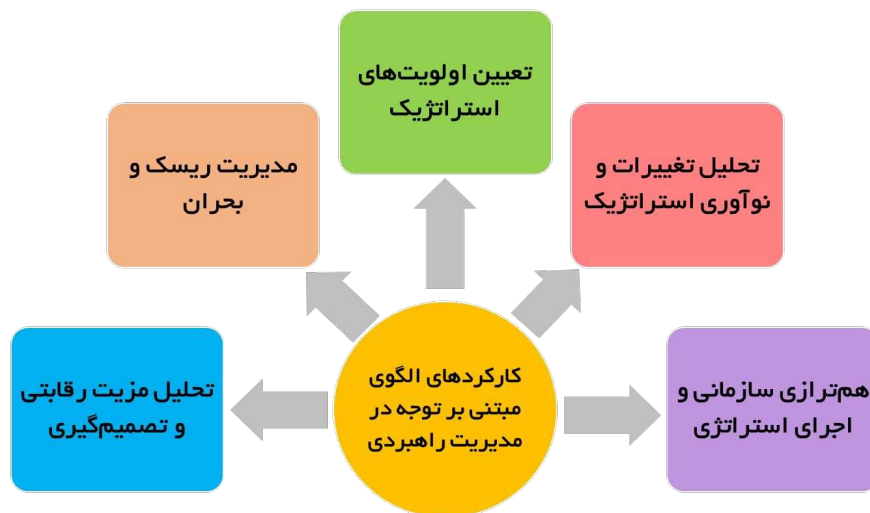 تعیین اولویت‌های
استراتژیک
مدیریت ریسک و
بحران
تحلیل تغییرات و
نوآوری استراتژیک
تحلیل مزیت رقابتی
و تصمیم‌گیری
کارکردهای الگوی
مبتنی بر توجه در
مدیریت راهبردی
هم‌ترازی سازمانی و
اجرای استراتژی